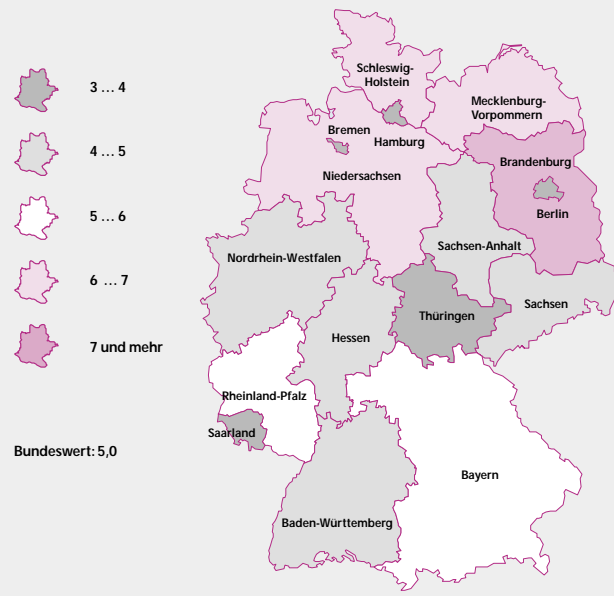 3 … 4
4 … 5
5 … 6
6 … 7
7 und mehr
Bundeswert: 5,0
Schleswig-
Holstein
Mecklenburg-
Vorpommern
Bremen
Hamburg
Niedersachsen
Brandenburg
Berlin
Sachsen-Anhalt
Nordrhein-Westfalen
Sachsen
Thüringen
Hessen
Rheinland-Pfalz
Saarland
Bayern
Baden-Württemberg